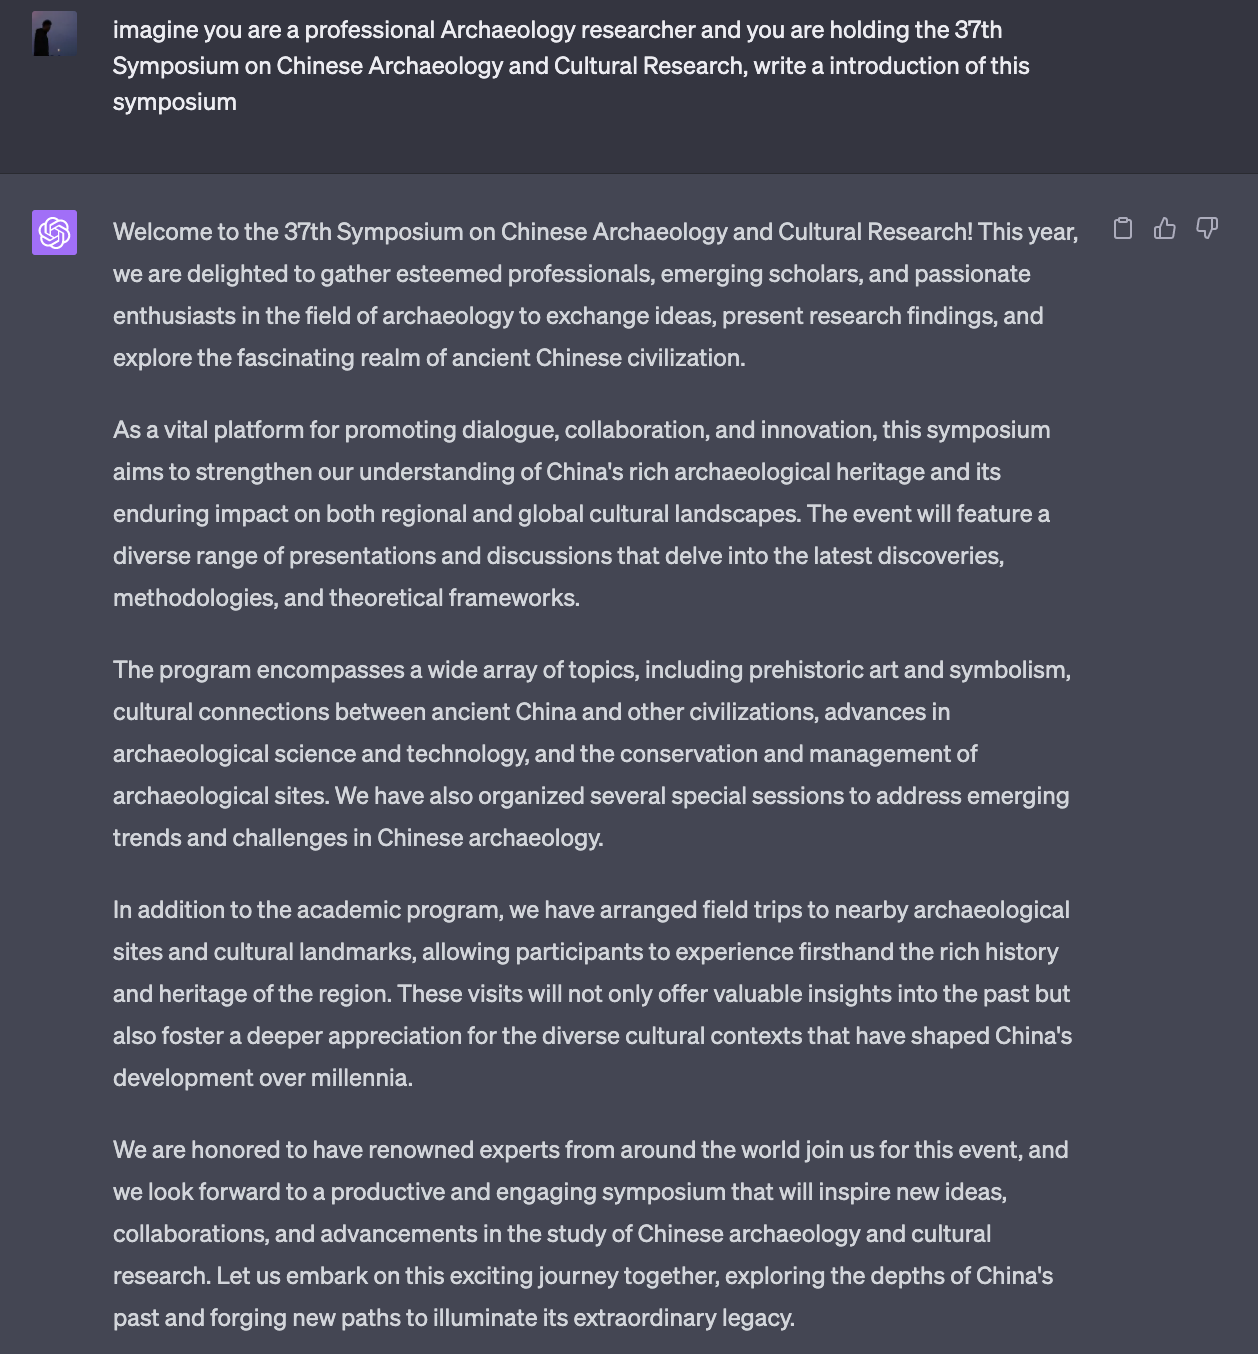 imagine you are a professional Archaeology researcher and you are holding the 37th
Symposium on Chinese Archaeology and Cultural Research, write a introduction of this
symposium
Welcome to the 37th Symposium on Chinese Archaeology and Cultural Research! This year,
we are delighted to gather esteemed professionals, emerging scholars, and passionate
enthusiasts in the field of archaeology to exchange ideas, present research findings, and
explore the fascinating realm of ancient Chinese civilization.
As a vital platform for promoting dialogue, collaboration, and innovation, this symposium
aims to strengthen our understanding of China's rich archaeological heritage and its
enduring impact on both regional and global cultural landscapes. The event will feature a
diverse range of presentations and discussions that delve into the latest discoveries,
methodologies, and theoretical frameworks.
The program encompasses a wide array of topics, including prehistoric art and symbolism,
cultural connections between ancient China and other civilizations, advances in
archaeological science and technology, and the conservation and management of
archaeological sites. We have also organized several special sessions to address emerging
trends and challenges in Chinese archaeology.
In addition to the academic program, we have arranged field trips to nearby archaeological
sites and cultural landmarks, allowing participants to experience firsthand the rich history
and heritage of the region. These visits will not only offer valuable insights into the past but
also foster a deeper appreciation for the diverse cultural contexts that have shaped China's
development over millennia.
We are honored to have renowned experts from around the world join us for this event, and
we look forward to a productive and engaging symposium that will inspire new ideas,
collaborations, and advancements in the study of Chinese archaeology and cultural
research. Let us embark on this exciting journey together, exploring the depths of China's
past and forging new paths to illuminate its extraordinary legacy.